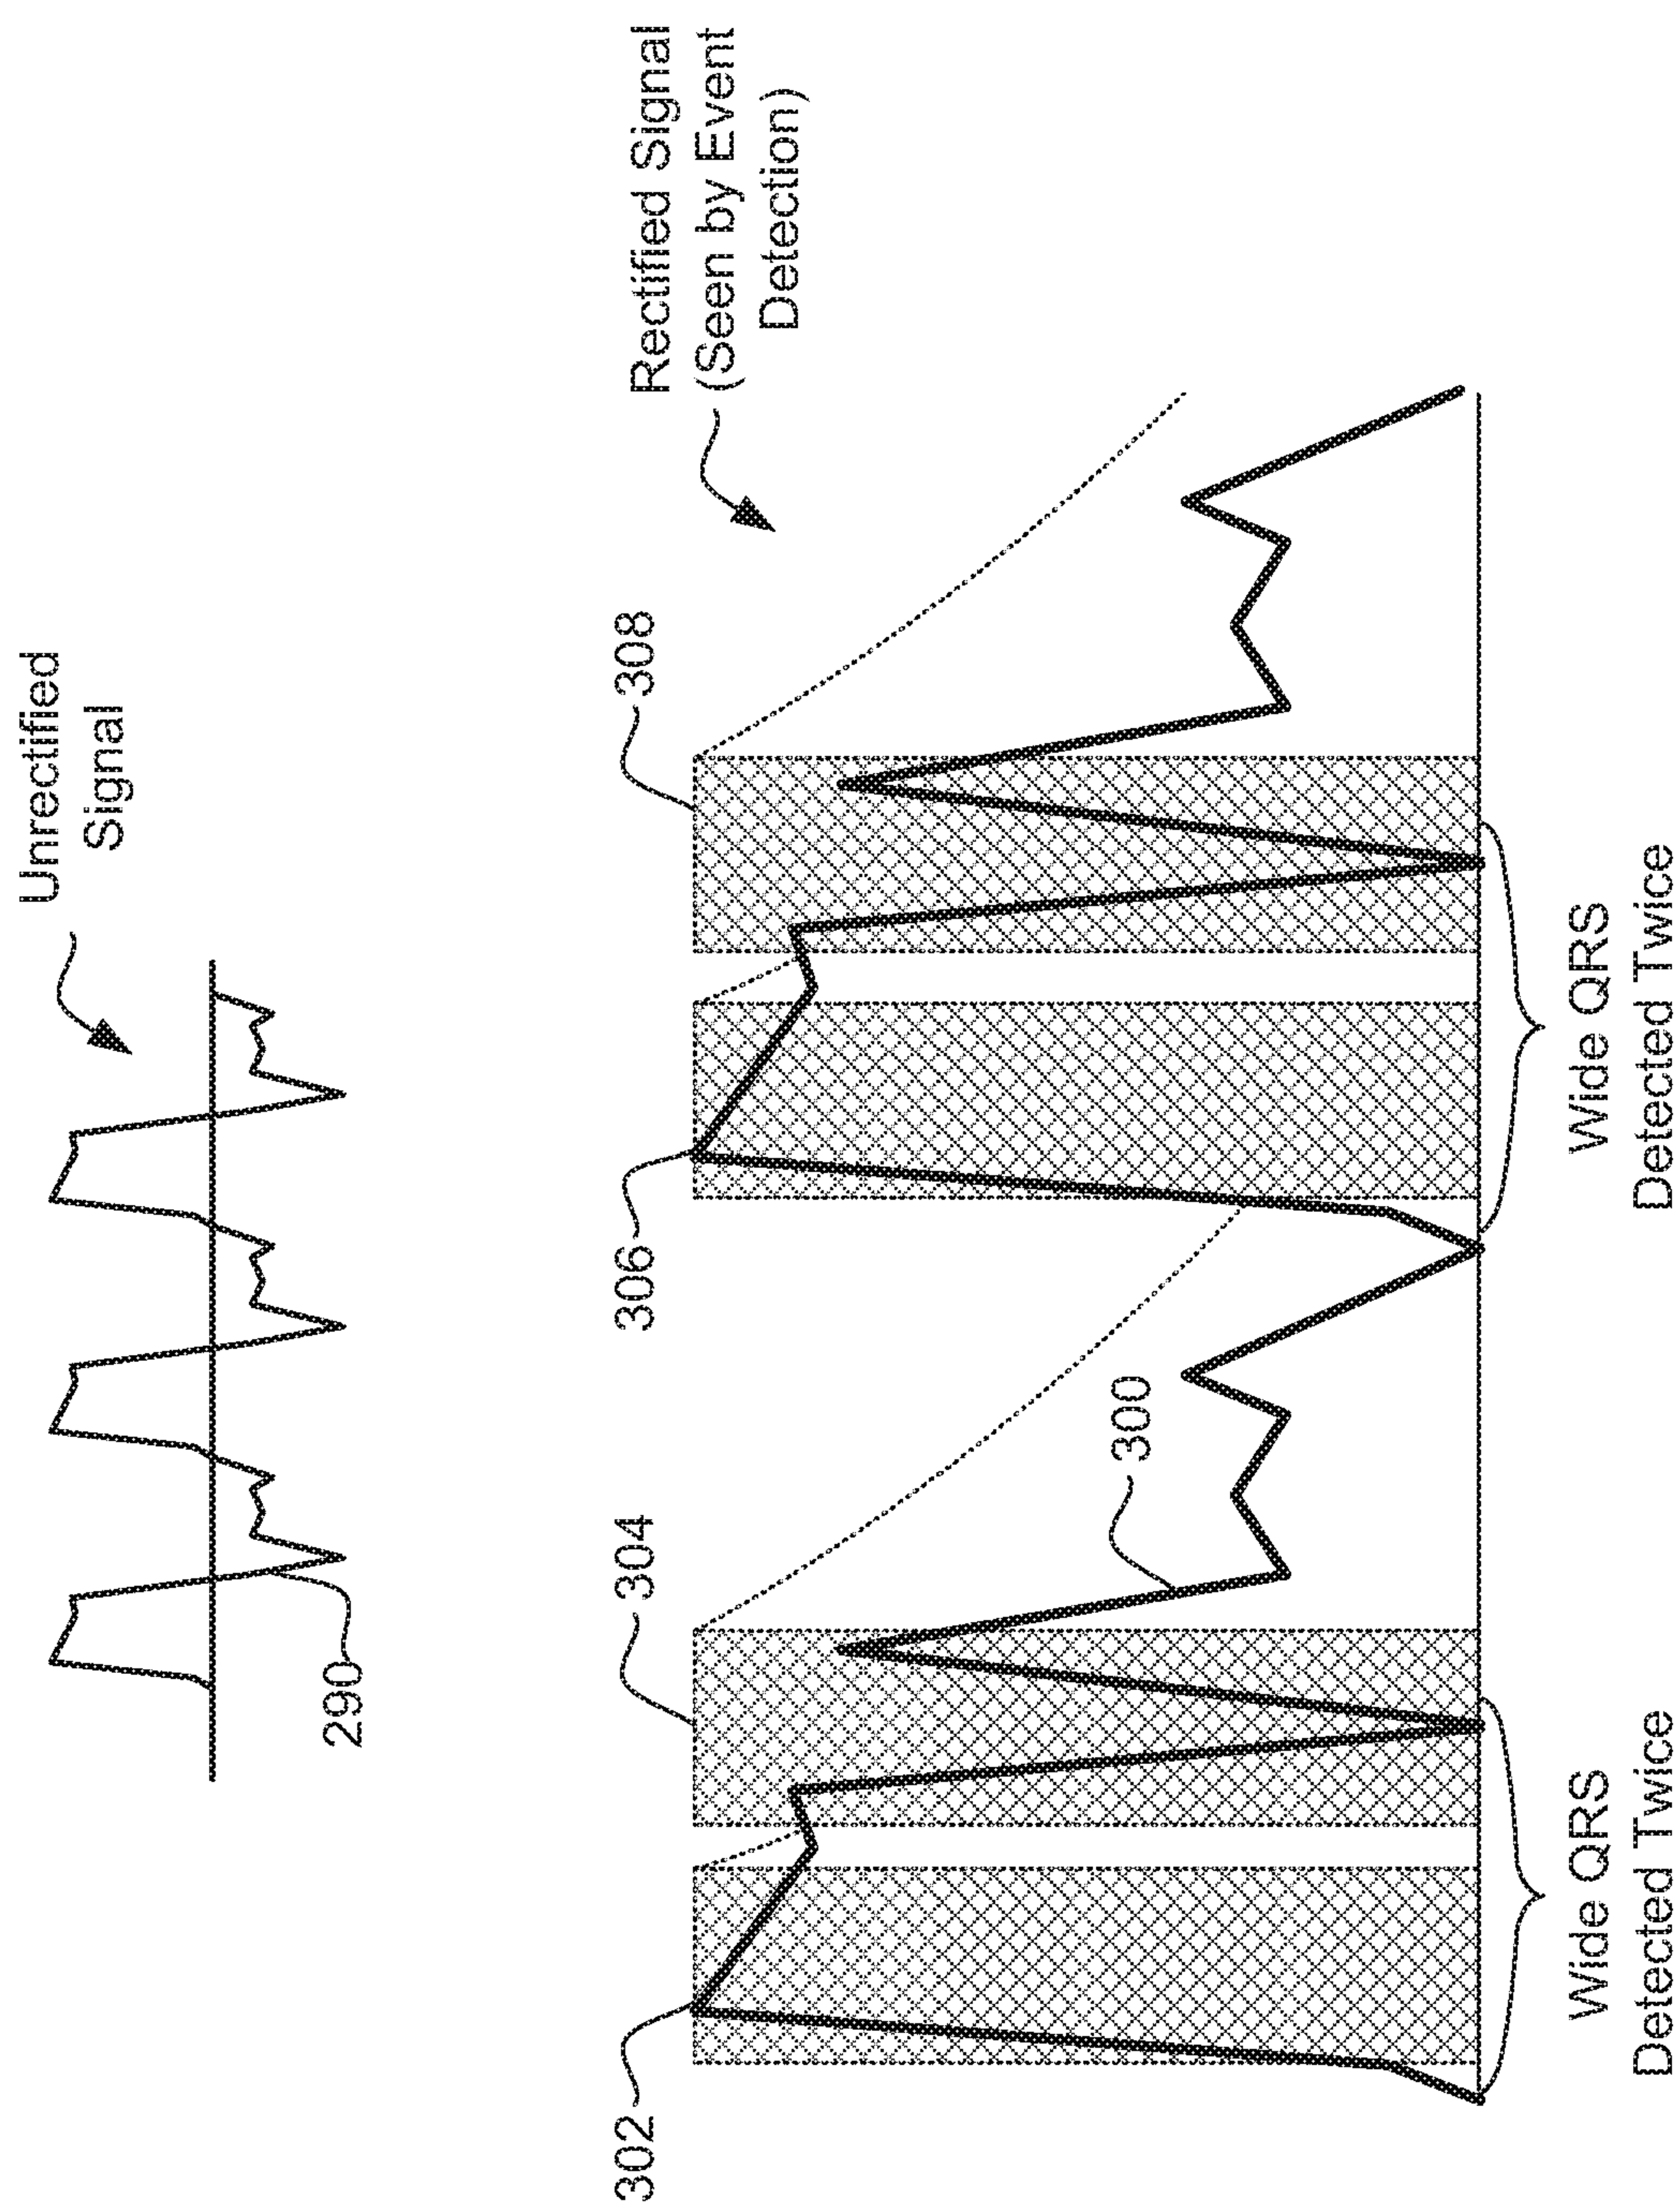 Unrectified
Signal
290
Rectified Signal
(Seen by Event
Detection)
302
304
306
308
300
Wide QRS
Detected Twice
Wide QRS
Detected Twice